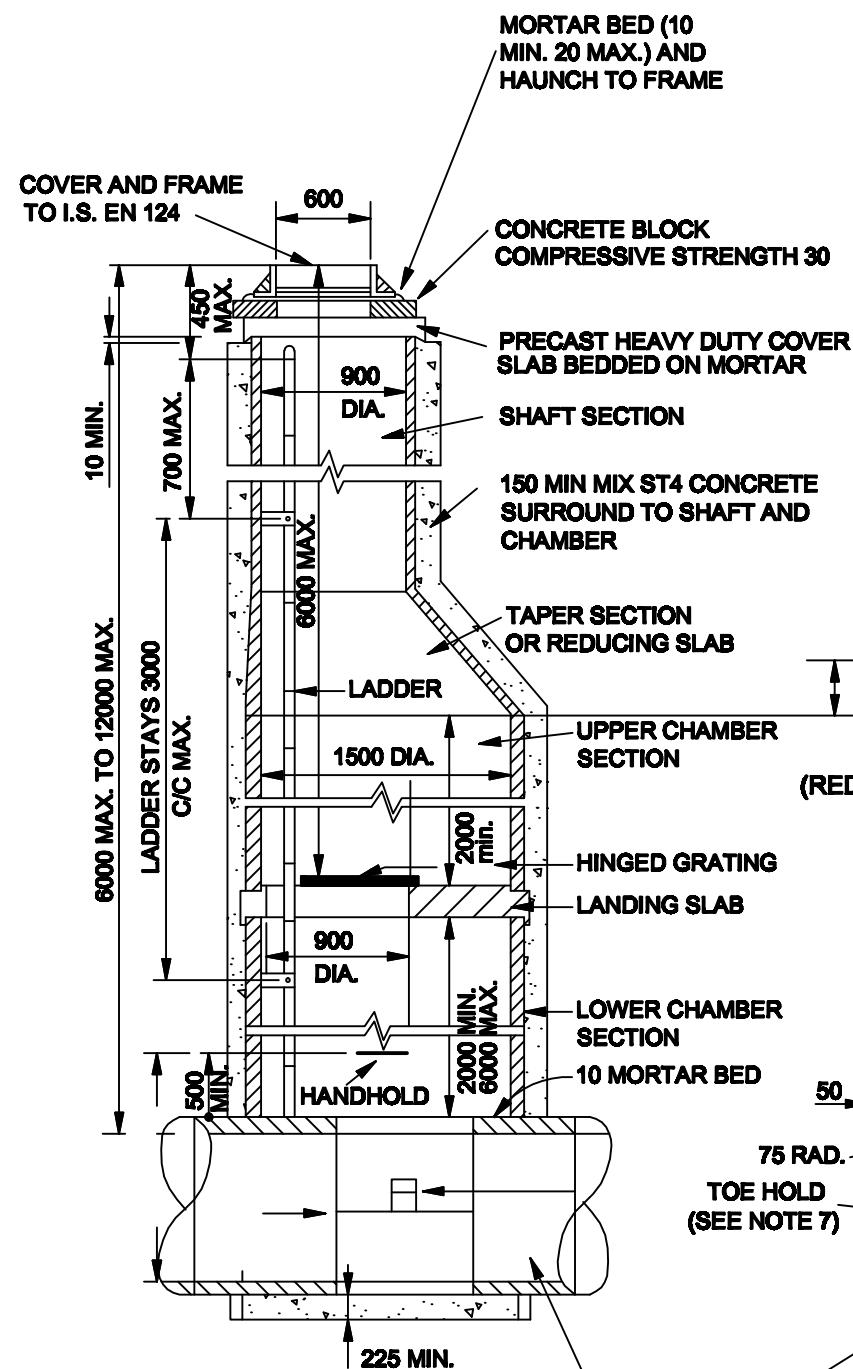 MORTAR BED (10
MIN. 20 MAX.) AND
HAUNCH TO FRAME
COVER AND FRAME
TO I.S. EN 124
600
CONCRETE BLOCK
COMPRESSIVE STRENGTH 30
450
MAX.
PRECAST HEAVY DUTY COVER
SLAB BEDDED ON MORTAR
900
DIA.
SHAFT SECTION
10 MIN.
700 MAX.
150 MIN MIX ST4 CONCRETE
SURROUND TO SHAFT AND
CHAMBER
6000 MAX.
TAPER SECTION
OR REDUCING SLAB
6000 MAX. TO 12000 MAX.
LADDER STAYS 3000
C/C MAX.
LADDER
UPPER CHAMBER
SECTION
1500 DIA.
(RED
2000
min.
HINGED GRATING
LANDING SLAB
900
DIA.
2000 MIN.
6000 MAX.
LOWER CHAMBER
SECTION
500
MIN.
HANDHOLD
10 MORTAR BED
50
75 RAD.
TOE HOLD
(SEE NOTE 7)
225 MIN.